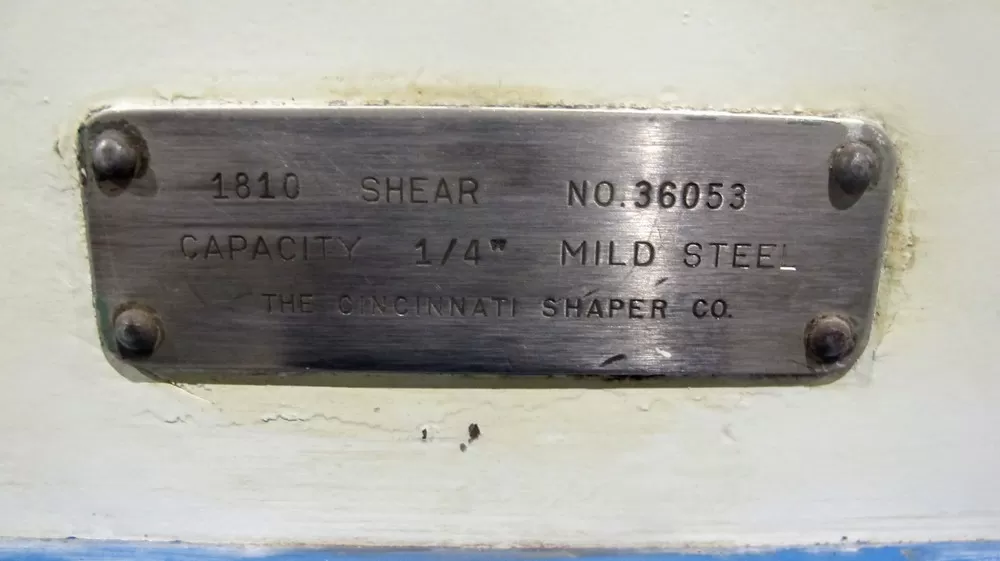 1810 SHEAR NO.36053
CAPACITY 1/4" MILD STEEL
THE CINCINNATI SHAPER CO.